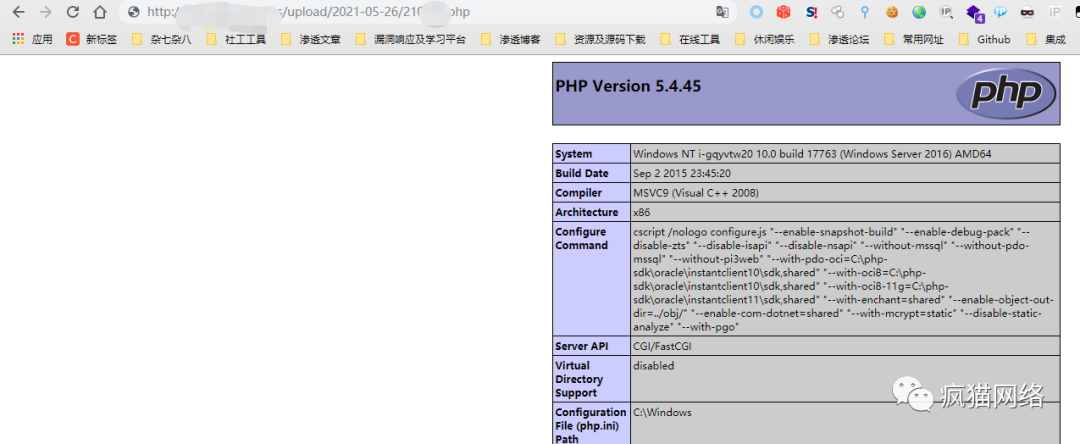 http://s/upload/2021-05-26/210php
应用 新标签 杂七杂八 社工工具 渗透文章 漏洞响应及学习平台 渗透博客 资源及源码下载 在线工具 休闲娱乐 渗透论坛 常用网址 Github 集成
PHP Version 5.4.45
php
System Windows NT i-gqyvtw20 10.0 build 17763 (Windows Server 2016) AMD64
Build Date Sep 2 2015 23:45:20
Compiler MSVC9 (Visual C++ 2008)
Architecture x86
Configure Command
cscript /nologo configure.js "--enable-snapshot-build" "--enable-debug-pack" "--
disable-zts" "--disable-isapi" "--disable-nsapi" "--without-mssql" "--without-pdo-
mssql" "--without-pi3web" "--with-pdo-oci=C:\php-
sdk\oracle\instantclient10\sdk,shared" "--with-oci8=C:\php-
sdk\oracle\instantclient10\sdk,shared" "--with-oci8-11g=C:\php-
sdk\oracle\instantclient11\sdk,shared" "--with-enchant=shared" "--enable-object-out-
dir=../obj/" "--enable-com-dotnet=shared" "--with-mcrypt=static" "--disable-static-
analyze" "--with-pgo"
Server API CGI/FastCGI
Virtual Directory Support disabled
Configuration File (php.ini) Path C:\Windows
疯猫网络